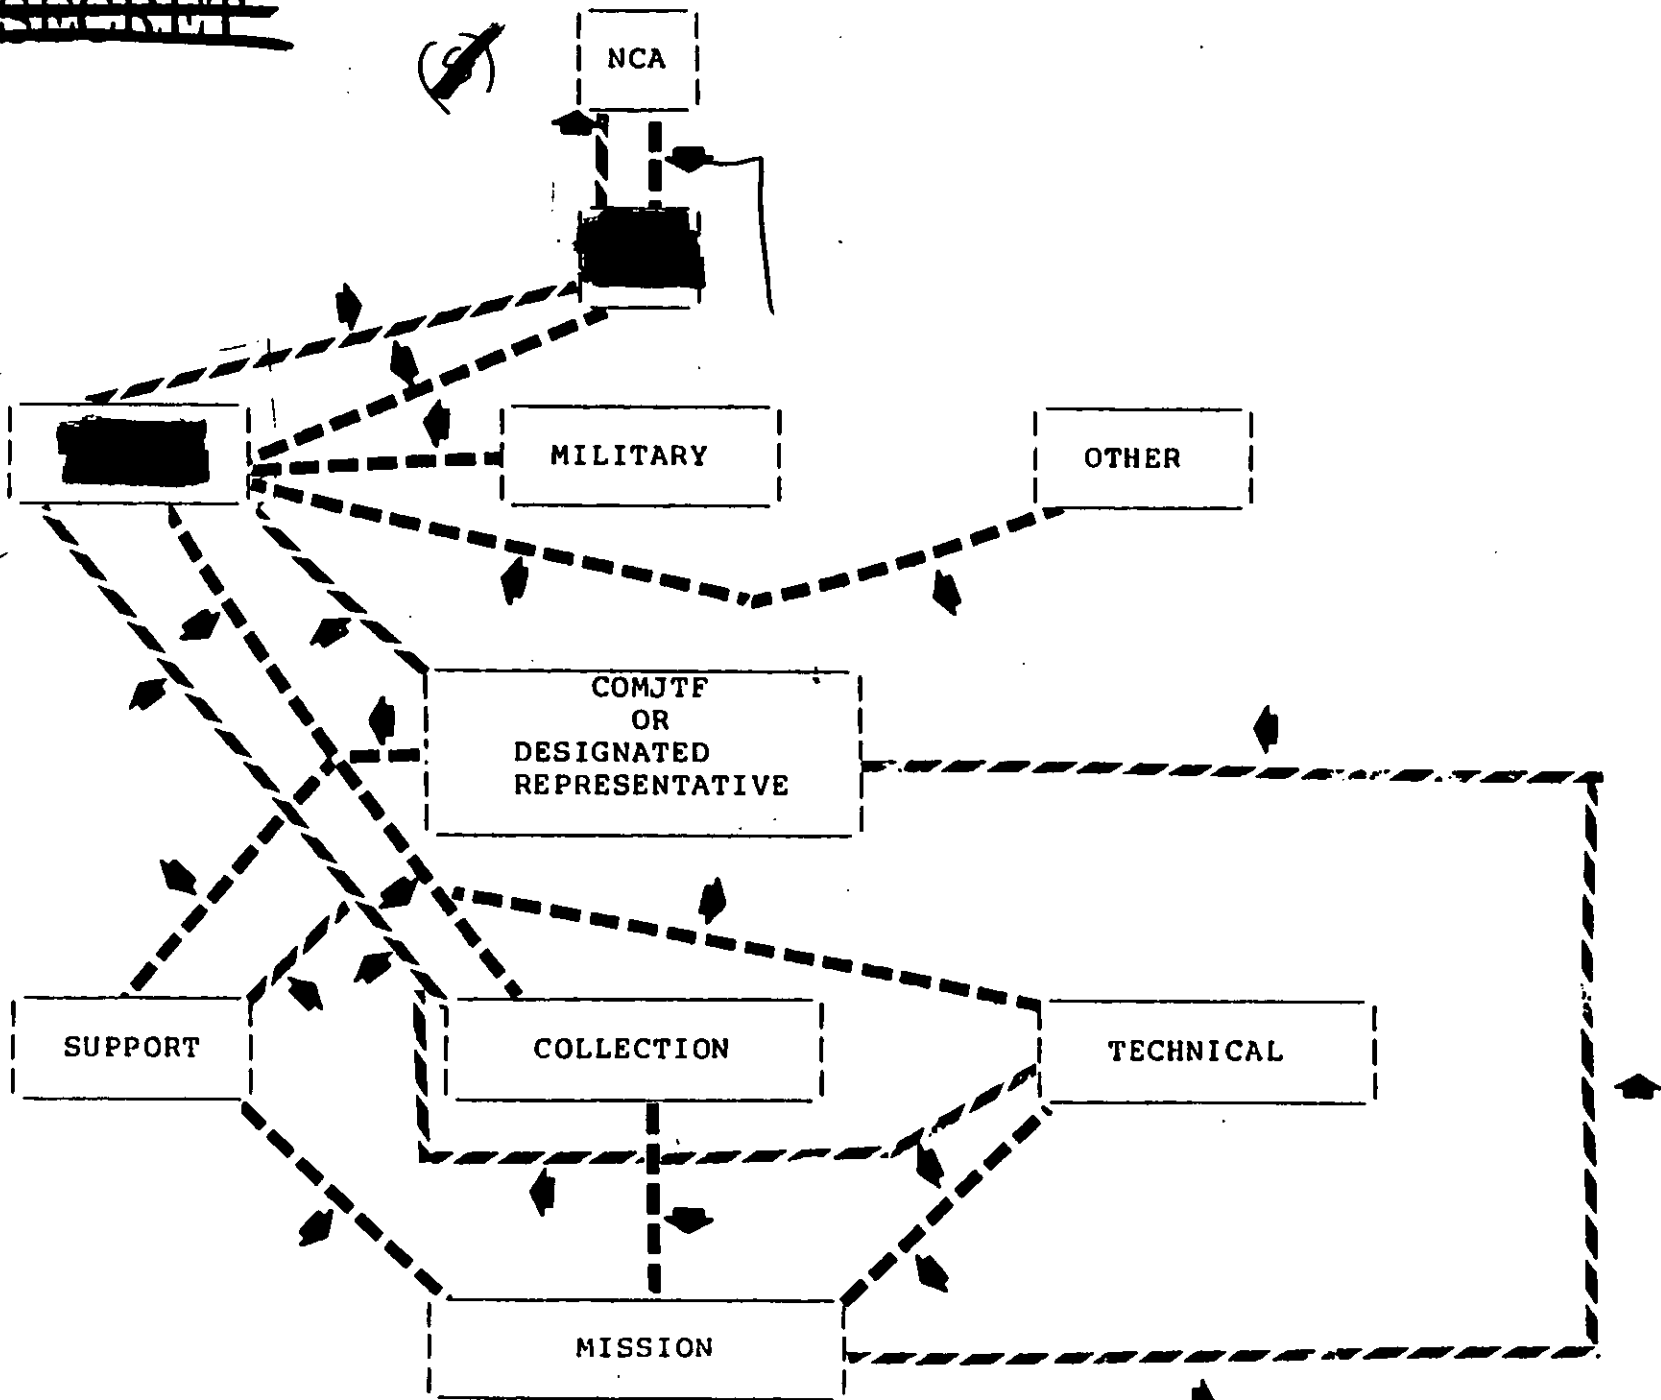 NCA
MILITARY
OTHER
COMJTF
OR
DESIGNATED
REPRESENTATIVE
SUPPORT
COLLECTION
TECHNICAL
MISSION